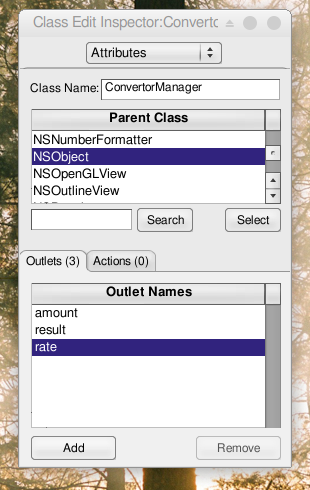 Class Edit Inspector:Converto
Attributes
Class Name: ConvertorManager
Parent Class
NSNumberFormatter
NSObject
NSOpenGLView
NSOutlineView
Search
Select
Outlets (3)
Actions (0)
Outlet Names
amount
result
rate
Add
Remove